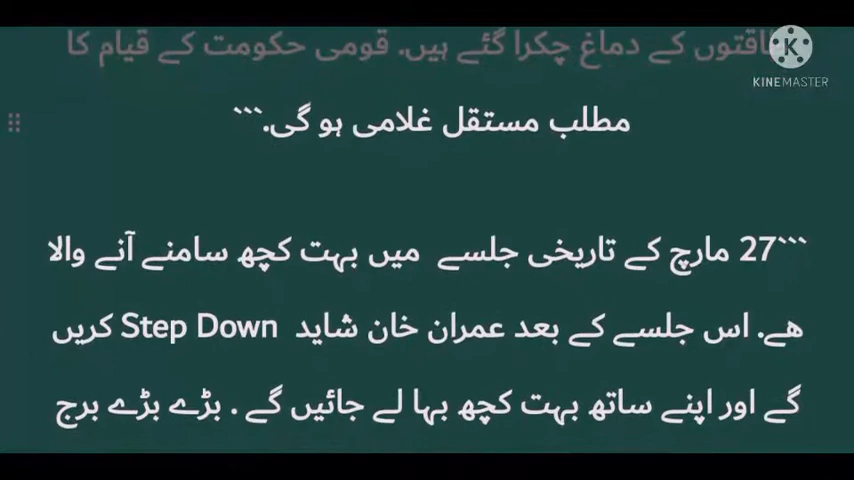 طاقتوں کے دماغ چکرا گئے ہیں. قومی حکومت کے قیام کا
K
KINEMASTER
مطلب مستقل غلامی ہو گی.```
```27 مارچ کے تاریخی جلسے میں بہت کچھ سامنے آنے والا
ھے. اس جلسے کے بعد عمران خان شاید Step Down کریں
گے اور اپنے ساتھ بہت کچھ بہا لے جائیں گے . بڑے بڑے برج